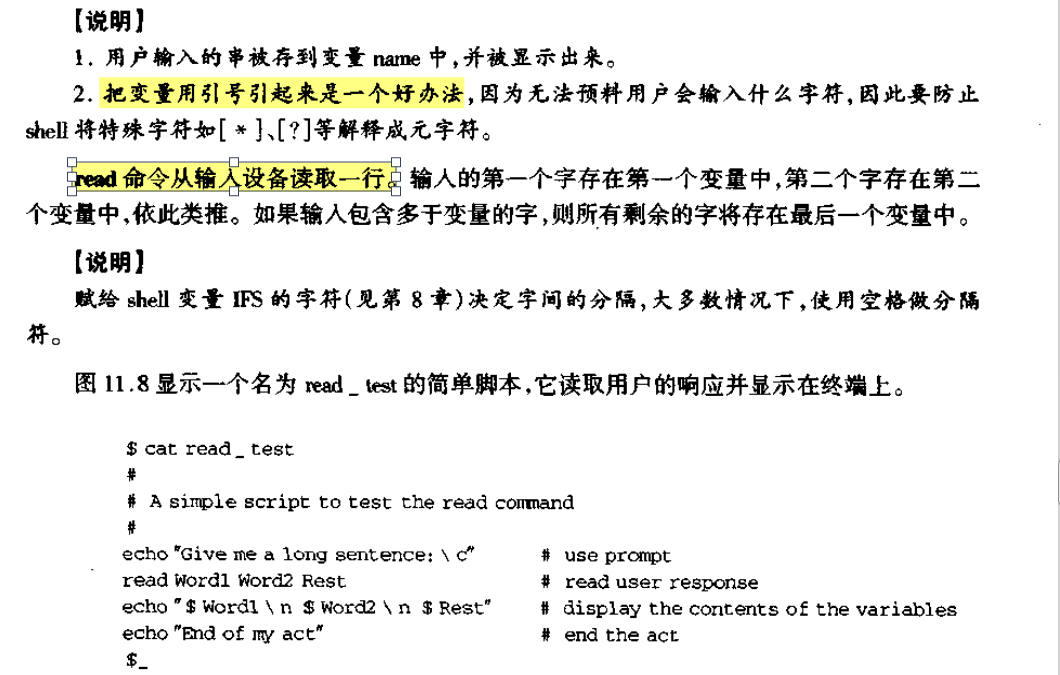 【说明】
1. 用户输入的串被存到变量 name 中,并被显示出来。
2. 把变量用引号引起来是一个好办法,因为无法预料用户会输入什么字符,因此要防止
shell 将特殊字符如[ * ]、[?]等解释成元字符。
read 命令从输入设备读取一行。输入的第一个字存在第一个变量中,第二个字存在第二
个变量中,依此类推。如果输入包含多于变量的字,则所有剩余的字将存在最后一个变量中。
【说明】
赋给 shell 变量 IFS 的字符(见第 8 章)决定字间的分隔,大多数情况下,使用空格做分隔
符。
图 11.8 显示一个名为 read _ test 的简单脚本,它读取用户的响应并显示在终端上。
$ cat read _ test
#
# A simple script to test the read command
#
echo "Give me a long sentence: \ c" # use prompt
read Word1 Word2 Rest # read user response
echo "$ Word1 \ n $ Word2 \ n $ Rest" # display the contents of the variables
echo "End of my act" # end the act
$_